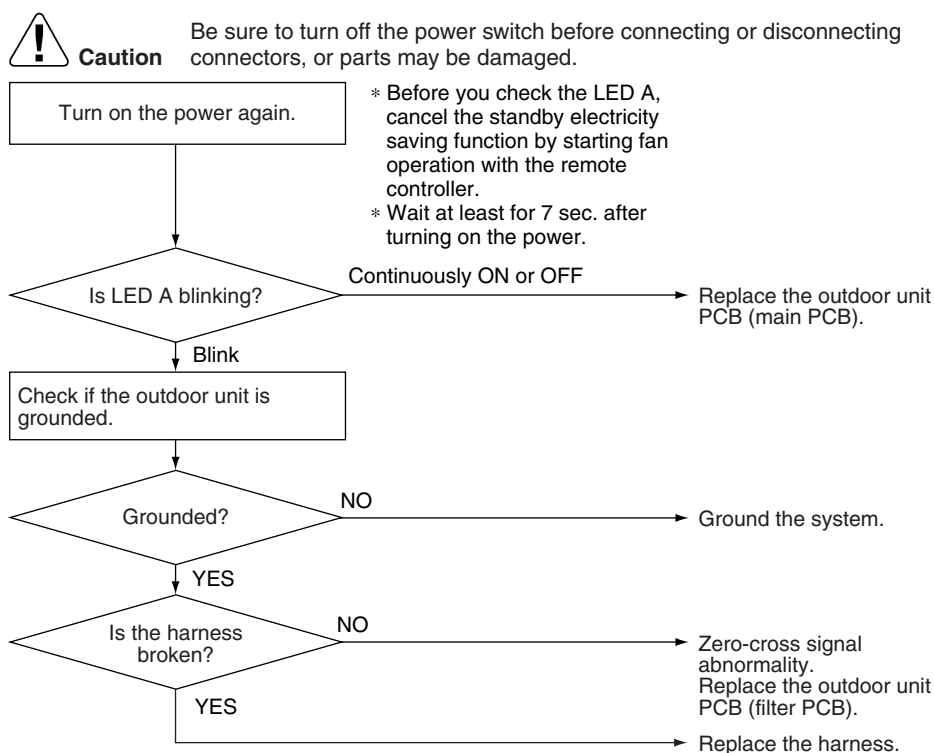 Be sure to turn off the power switch before connecting or disconnecting
Caution connectors, or parts may be damaged.
Turn on the power again.
* Before you check the LED A,
cancel the standby electricity
saving function by starting fan
operation with the remote
controller.
* Wait at least for 7 sec. after
turning on the power.
Is LED A blinking?
Continuously ON or OFF
Replace the outdoor unit
PCB (main PCB).
Blink
Check if the outdoor unit is
grounded.
Grounded?
NO
Ground the system.
YES
Is the harness
broken?
NO
Zero-cross signal
abnormality.
Replace the outdoor unit
PCB (filter PCB).
YES
Replace the harness.